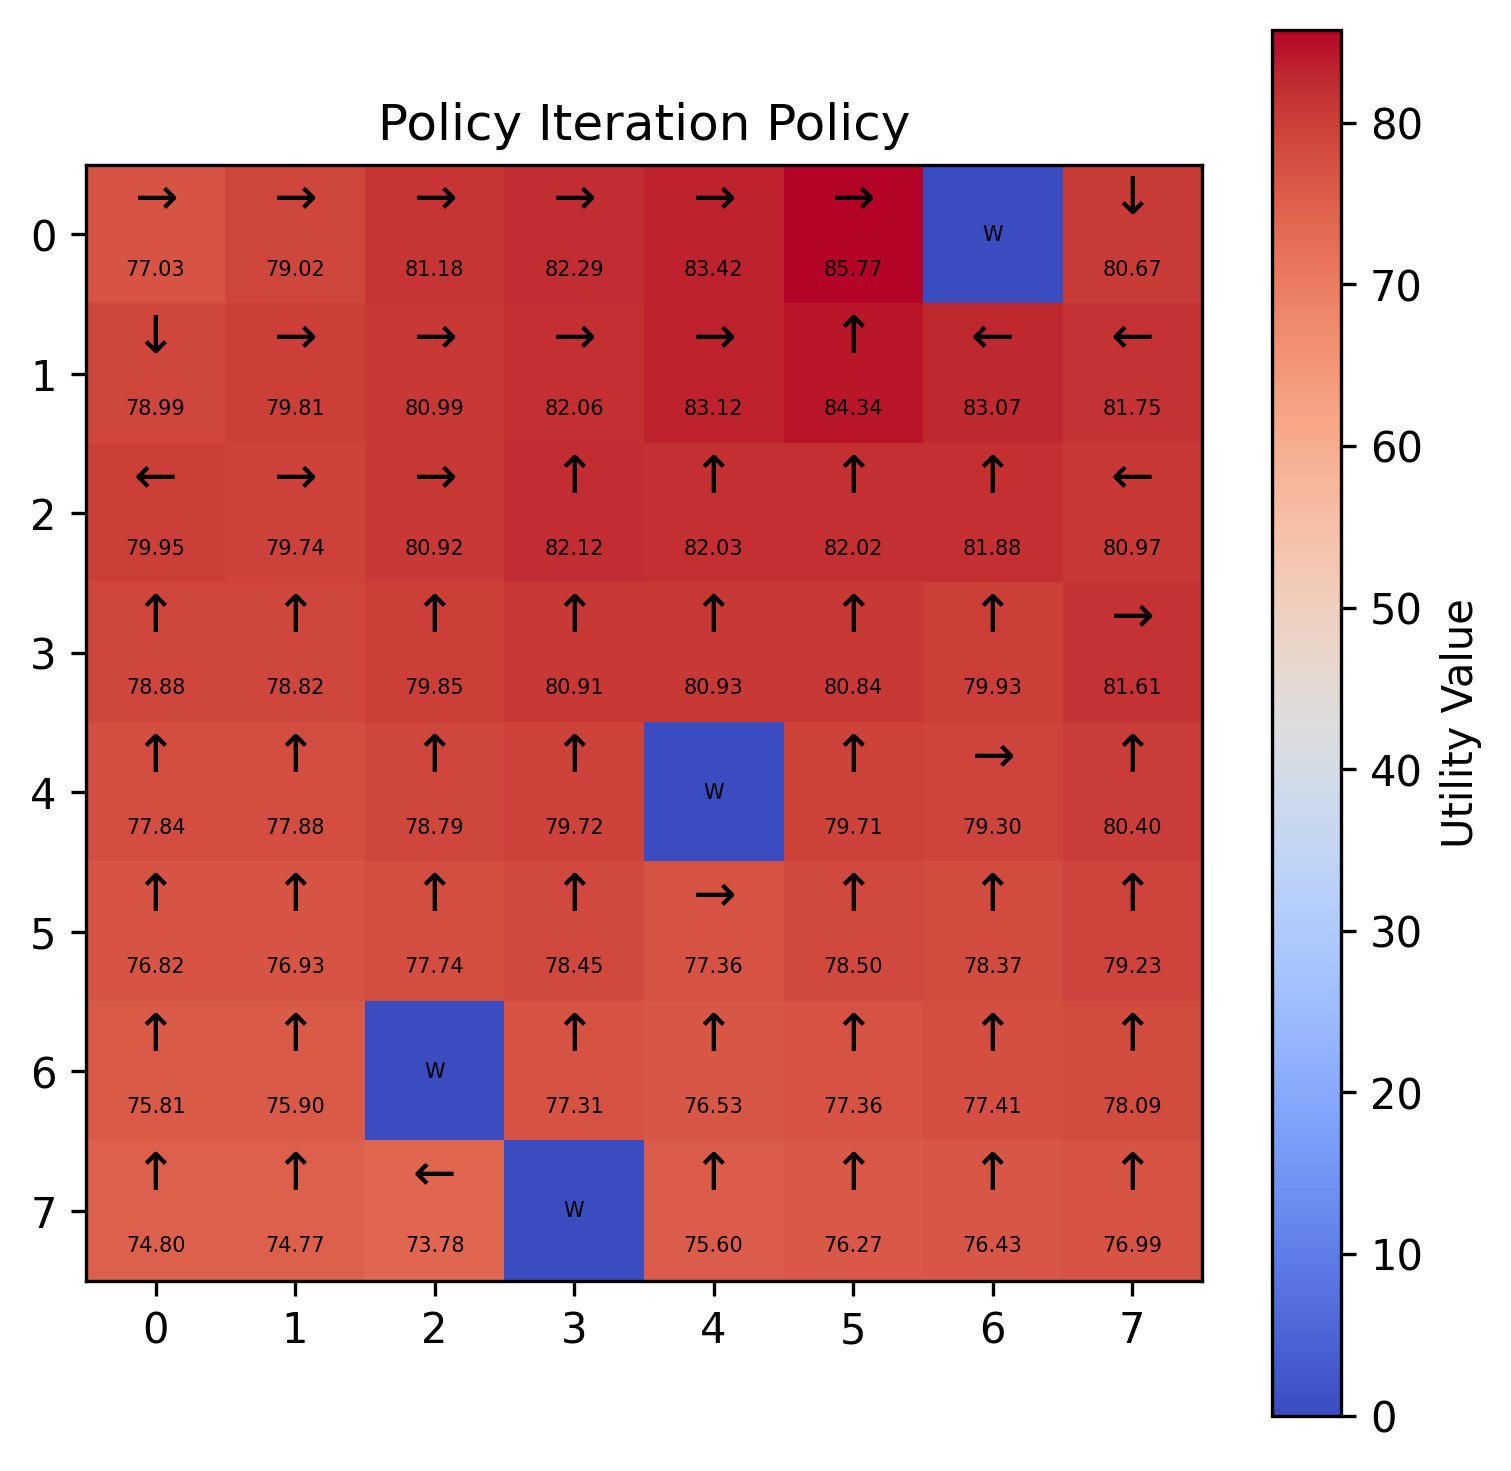 Policy Iteration Policy
0 → → → → → → W ↓
77.03 79.02 81.18 82.29 83.42 85.77 80.67
1 ↓ → → → → ↑ ← ←
78.99 79.81 80.99 82.06 83.12 84.34 83.07 81.75
2 ← → → ↑ ↑ ↑ ↑ ←
79.95 79.74 80.92 82.12 82.03 82.02 81.88 80.97
3 ↑ ↑ ↑ ↑ ↑ ↑ ↑ →
78.88 78.82 79.85 80.91 80.93 80.84 79.93 81.61
4 ↑ ↑ ↑ ↑ W ↑ → ↑
77.84 77.88 78.79 79.72 79.71 79.30 80.40
5 ↑ ↑ ↑ ↑ → ↑ ↑ ↑
76.82 76.93 77.74 78.45 77.36 78.50 78.37 79.23
6 ↑ ↑ W ↑ ↑ ↑ ↑ ↑
75.81 75.90 77.31 76.53 77.36 77.41 78.09
7 ↑ ↑ ← W ↑ ↑ ↑ ↑
74.80 74.77 73.78 75.60 76.27 76.43 76.99
0 1 2 3 4 5 6 7
80
70
60
50
40
30
20
10
0
Utility Value